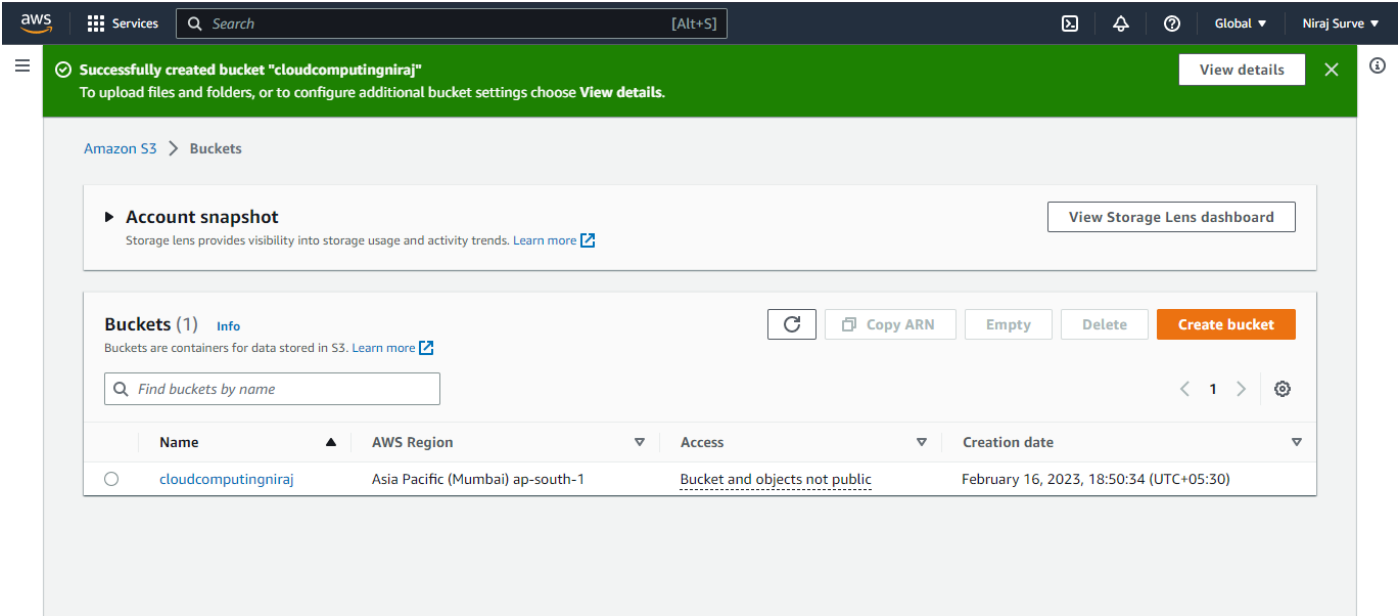 aws Services Search [Alt+S] Global Niraj Surve
Successfully created bucket "cloudcomputingniraj" View details
To upload files and folders, or to configure additional bucket settings choose View details.
Amazon S3 Buckets
Account snapshot View Storage Lens dashboard
Storage lens provides visibility into storage usage and activity trends. Learn more
Buckets (1) Info Copy ARN Empty Delete Create bucket
Buckets are containers for data stored in S3. Learn more
Find buckets by name 1
Name AWS Region Access Creation date
cloudcomputingniraj Asia Pacific (Mumbai) ap-south-1 Bucket and objects not public February 16, 2023, 18:50:34 (UTC+05:30)